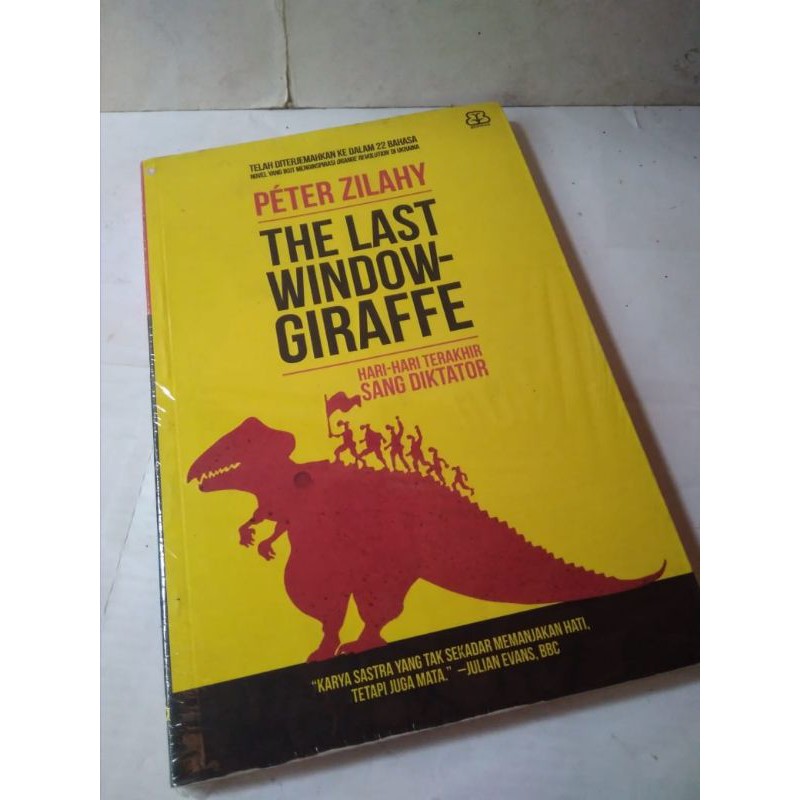 TELAH DITERJEMAHKAN KE DALAM 22 BAHASA
NOVEL YANG IKUT MENGINSPIRASI ORANGE REVOLUTION DI UKRAINA
PÉTER ZILAHY
THE LAST
WINDOW-
GIRAFFE
HARI-HARI TERAKHIR
SANG DIKTATOR
"KARYA SASTRA YANG TAK SEKADAR MEMANJAKAN HATI,
TETAPI JUGA MATA." —JULIAN EVANS, BBC